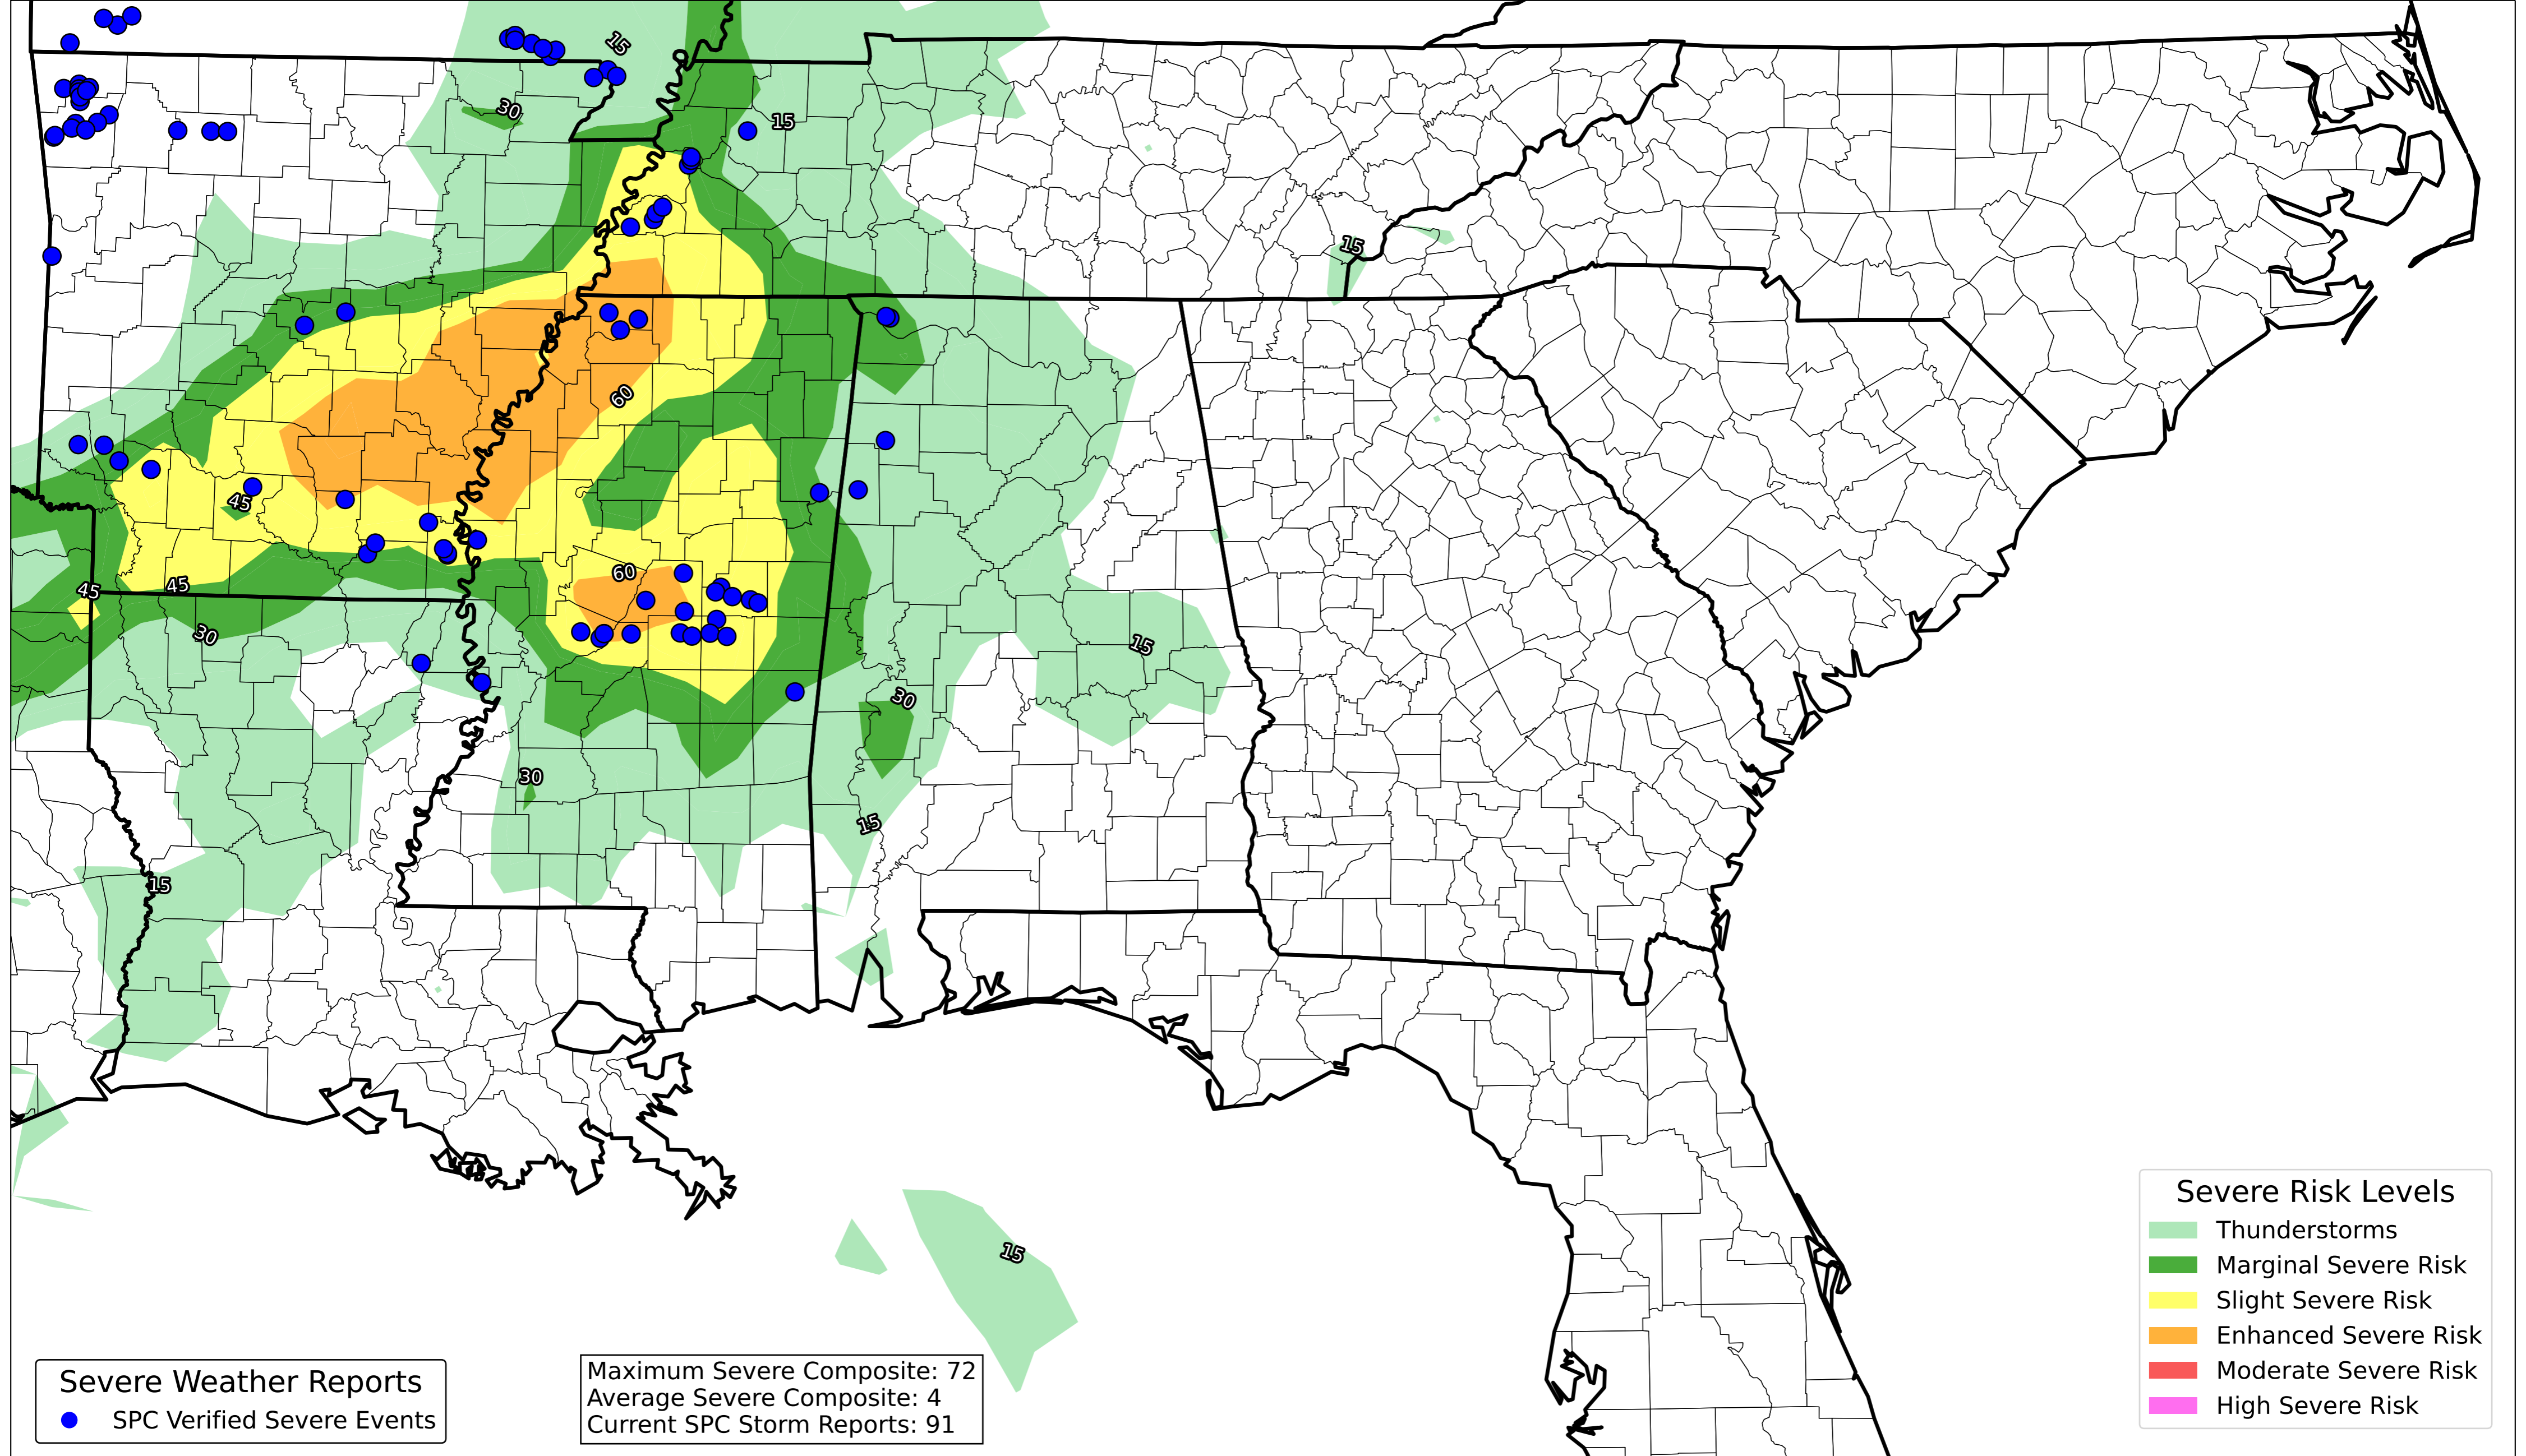 15
30
15
15
60
45
45
45
60
30
15
30
30
15
15
15
Severe Risk Levels
Thunderstorms
Marginal Severe Risk
Slight Severe Risk
Enhanced Severe Risk
Moderate Severe Risk
High Severe Risk
Severe Weather Reports
SPC Verified Severe Events
Maximum Severe Composite: 72
Average Severe Composite: 4
Current SPC Storm Reports: 91